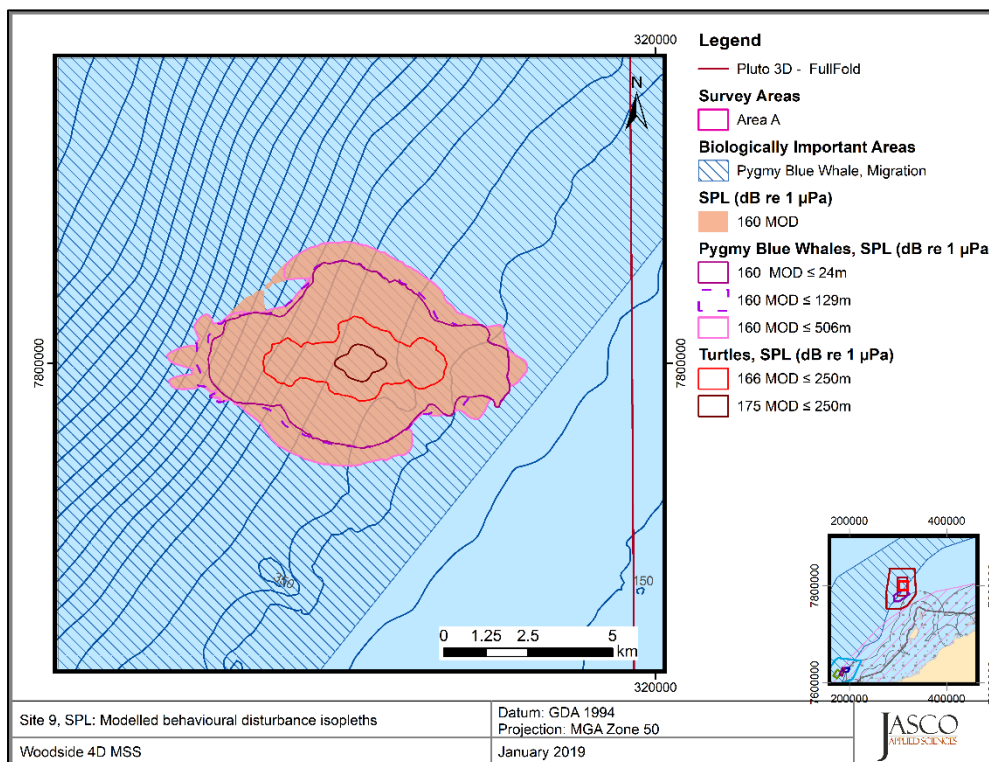 320000
7800000
7800000
N
350
150
0 1.25 2.5 5
km
320000
Legend
Pluto 3D - FullFold
Survey Areas
Area A
Biologically Important Areas
Pygmy Blue Whale, Migration
SPL (dB re 1 µPa)
160 MOD
Pygmy Blue Whales, SPL (dB re 1 µPa)
160 MOD ≤ 24m
160 MOD ≤ 129m
160 MOD ≤ 506m
Turtles, SPL (dB re 1 µPa)
166 MOD ≤ 250m
175 MOD ≤ 250m
200000 400000
7800000
7600000
200000 400000
Site 9, SPL: Modelled behavioural disturbance isopleths
Datum: GDA 1994
Projection: MGA Zone 50
Woodside 4D MSS
January 2019
JASCO
APPLIED SCIENCES